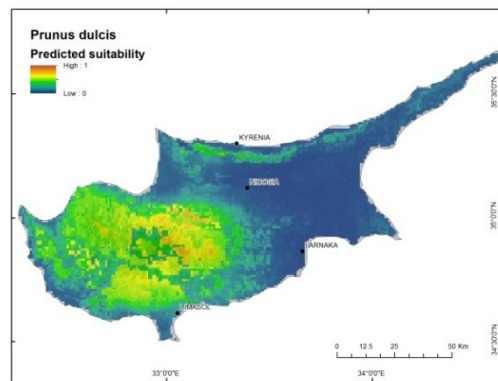 Prunus dulcis
Predicted suitability
High : 1
Low : 0
KYRENIA
NICOSIA
LARNAKA
LIMASOL
35°30'0"N
35°0'0"N
34°30'0"N
0 12.5 25 50 Km
33°0'0"E
34°0'0"E